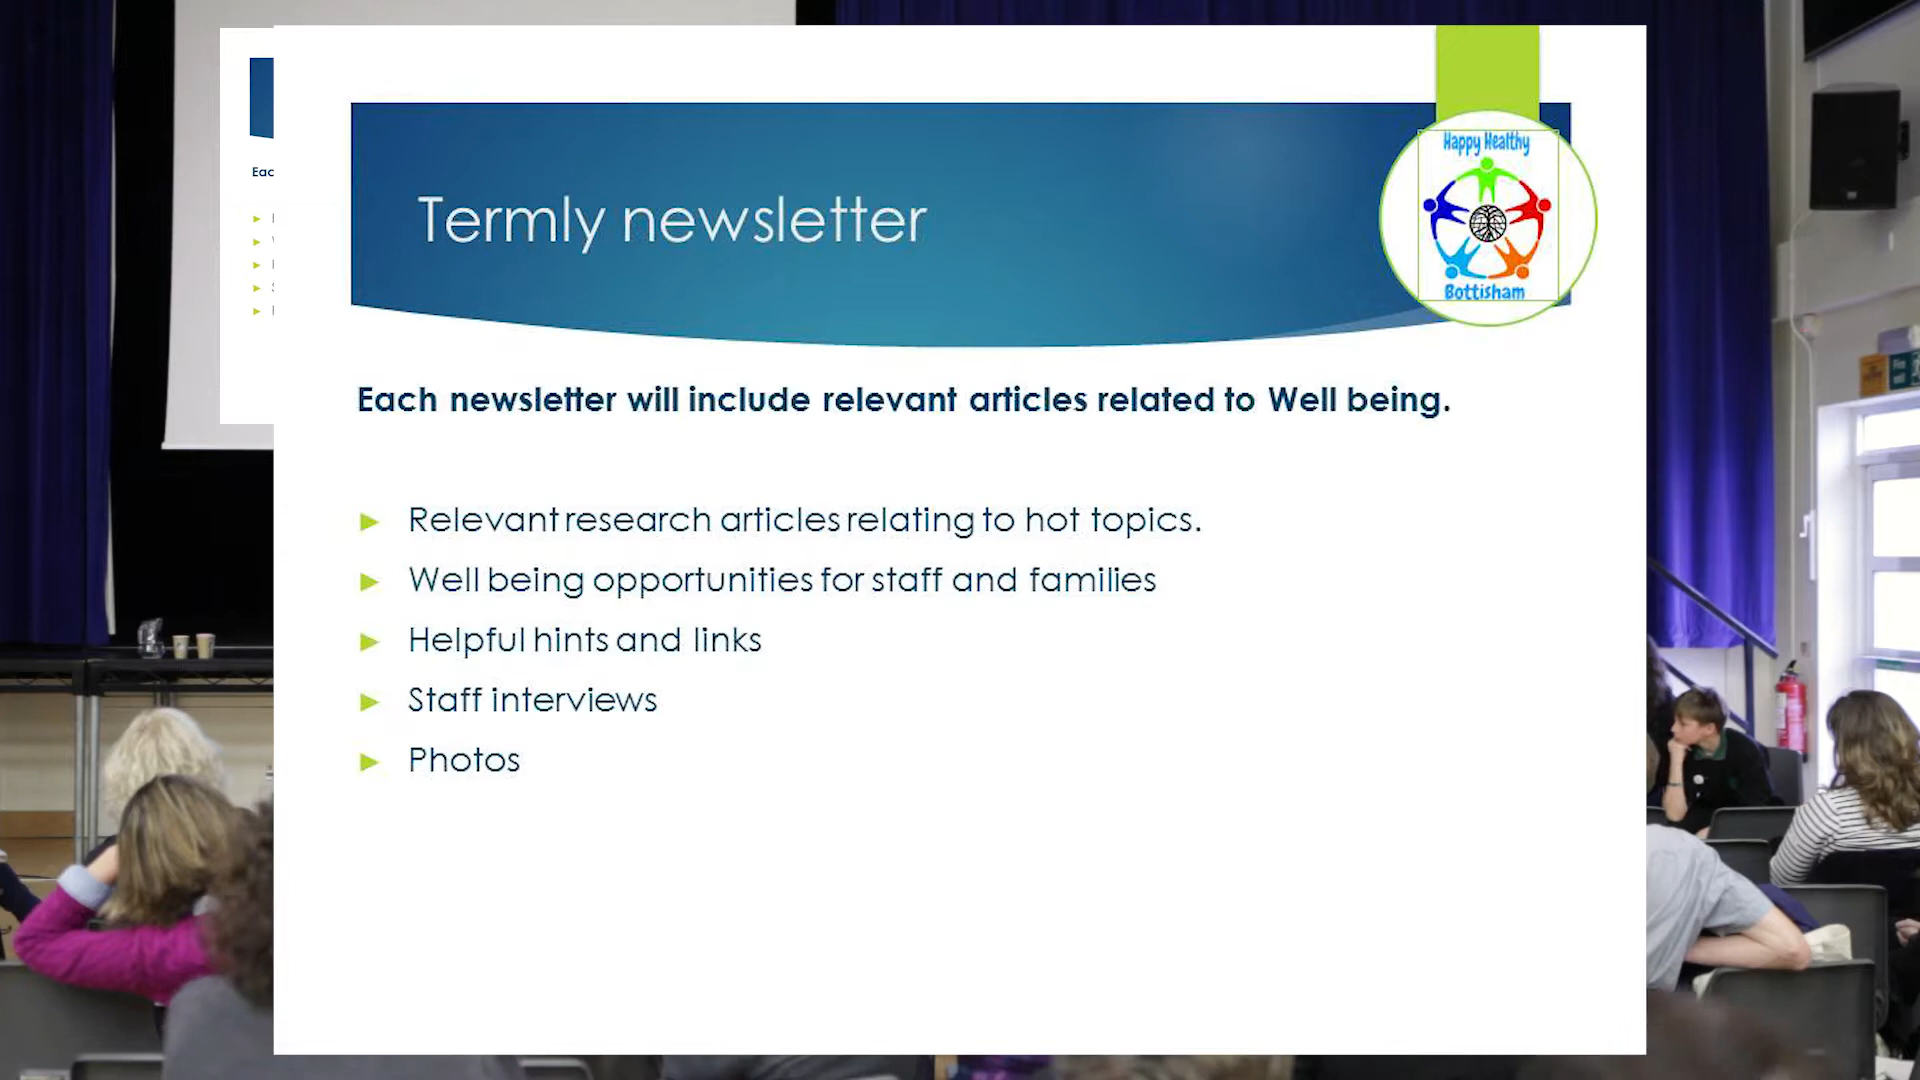 Termly newsletter
Happy Healthy
Bottisham
Each newsletter will include relevant articles related to Well being.
Relevant research articles relating to hot topics.
Well being opportunities for staff and families
Helpful hints and links
Staff interviews
Photos
Eac